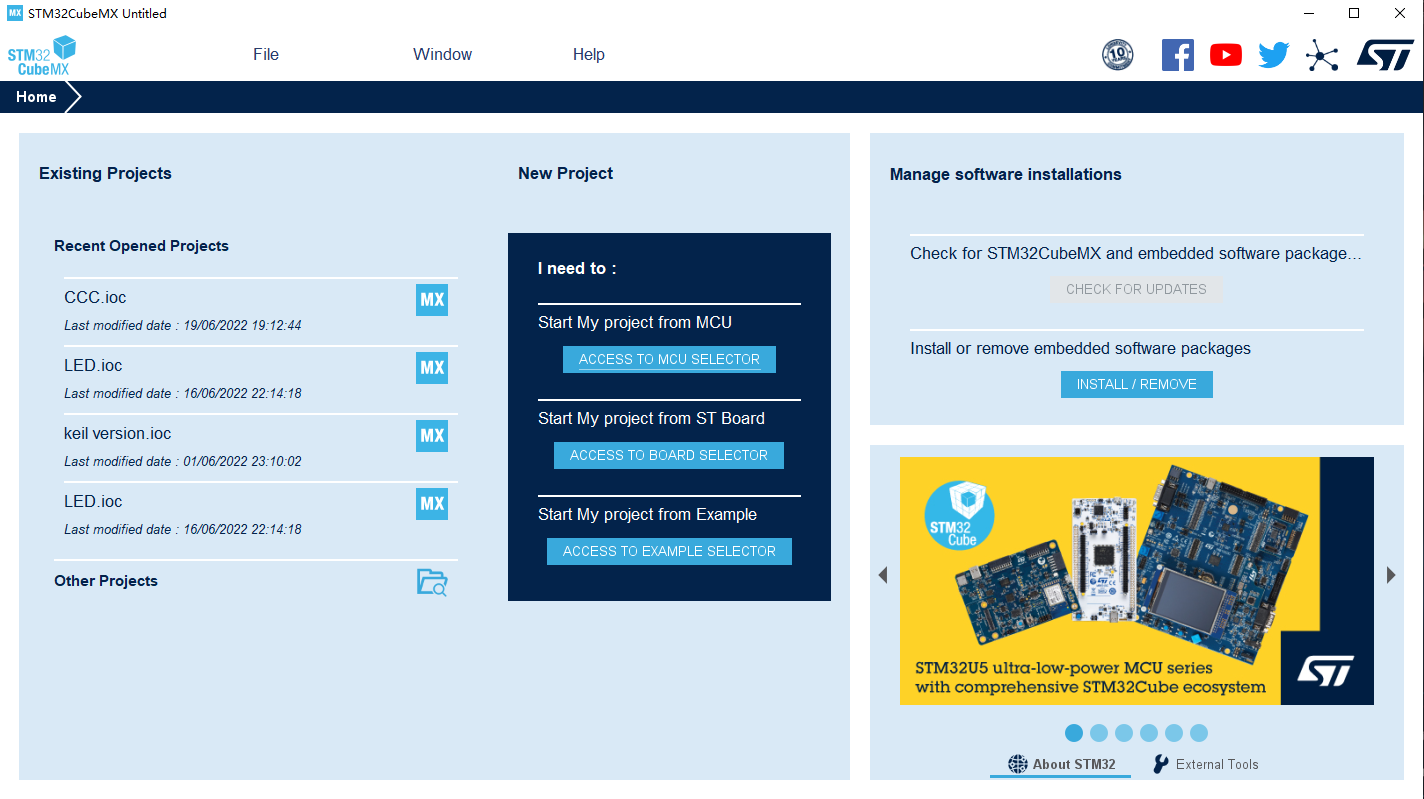 MX STM32CubeMX Untitled
STM32
CubeMX
File
Window
Help
10
ST
Home
Existing Projects
Recent Opened Projects
CCC.ioc
MX
Last modified date : 19/06/2022 19:12:44
LED.ioc
MX
Last modified date : 16/06/2022 22:14:18
keil version.ioc
MX
Last modified date : 01/06/2022 23:10:02
LED.ioc
MX
Last modified date : 16/06/2022 22:14:18
Other Projects
New Project
I need to :
Start My project from MCU
ACCESS TO MCU SELECTOR
Start My project from ST Board
ACCESS TO BOARD SELECTOR
Start My project from Example
ACCESS TO EXAMPLE SELECTOR
Manage software installations
Check for STM32CubeMX and embedded software package...
CHECK FOR UPDATES
Install or remove embedded software packages
INSTALL / REMOVE
STM32
Cube
STM32U5 ultra-low-power MCU series
with comprehensive STM32Cube ecosystem
ST
About STM32
External Tools